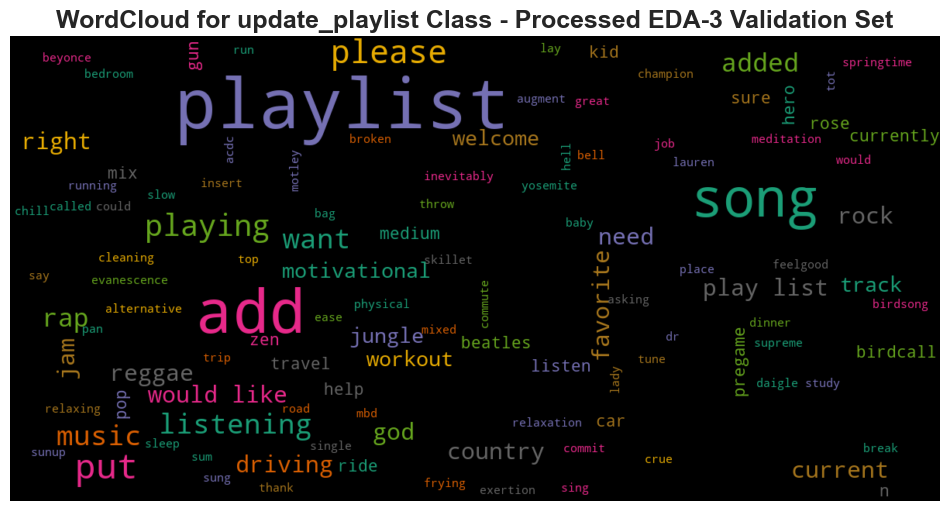 WordCloud for update_playlist Class - Processed EDA-3 Validation Set
beyonce
bedroom
gun
run
please
lay
kid
champion
added
tot
springtime
playlist
augment
great
sure
hero
rose
currently
right
acdc
motley
broken
welcome
hell
bell
job
lauren
meditation
would
mix
running
slow
insert
inevitably
yosemite
chill
called
could
bag
throw
baby
song
rock
playing
want
medium
need
cleaning
top
motivational
skillet
favorite
place
feelgood
say
evanescence
play list
track
birdsong
alternative
add
physical
commute
asking
rap
pan
ease
zen
jungle
mixed
beatles
dr
dinner
supreme
jam
trip
travel
workout
listen
tune
pregame
birdcall
reggae
help
lady
daigle
study
pop
would like
relaxing
road
mbd
music
listening
god
relaxation
car
sunup
sleep
single
country
commit
break
put
sum
sung
driving
ride
crue
current
thank
frying
exertion
sing
n